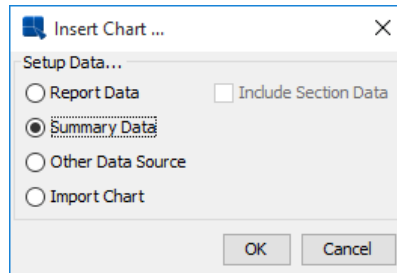 Insert Chart ...
Setup Data...
Report Data Include Section Data
Summary Data
Other Data Source
Import Chart
OK Cancel